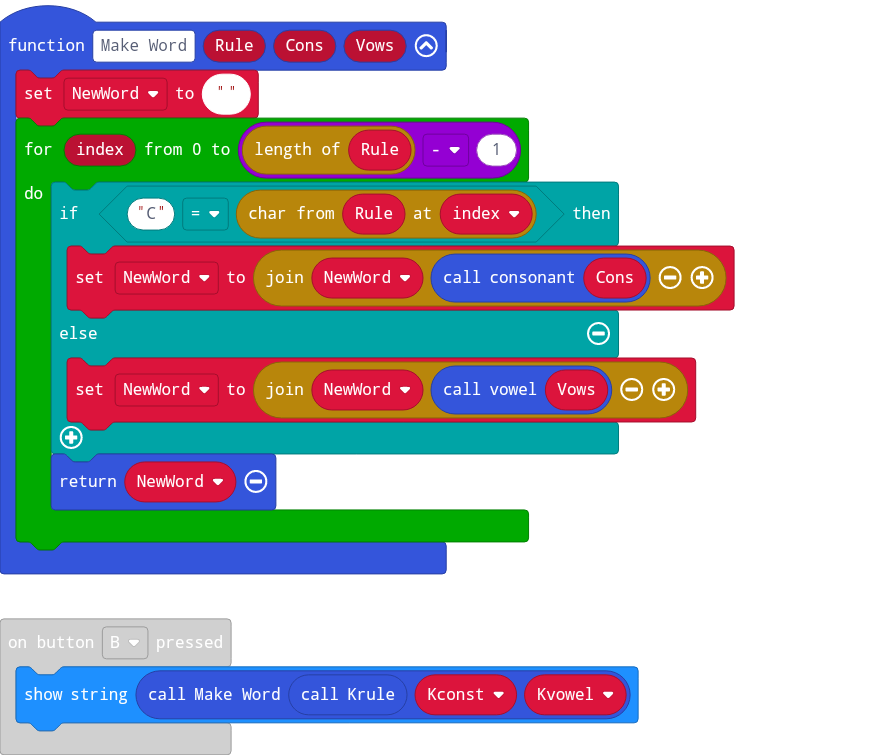 function Make Word Rule Cons Vows
set NewWord to " "
for index from 0 to length of Rule - 1
do
if "C" = char from Rule at index then
set NewWord to join NewWord call consonant Cons
else
set NewWord to join NewWord call vowel Vows
return NewWord
on button B pressed
show string call Make Word call Krule Kconst Kvowel